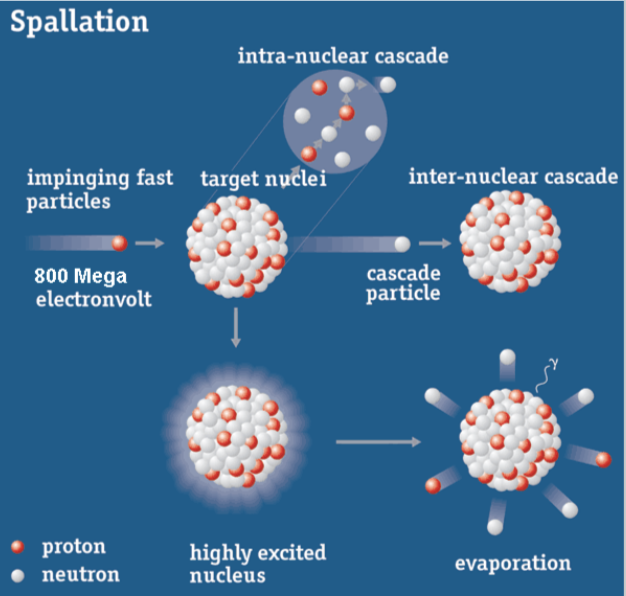 Spallation
intra-nuclear cascade
impinging fast
particles
target nuclei
inter-nuclear cascade
800 Mega
electronvolt
cascade
particle
γ
proton
neutron
highly excited
nucleus
evaporation